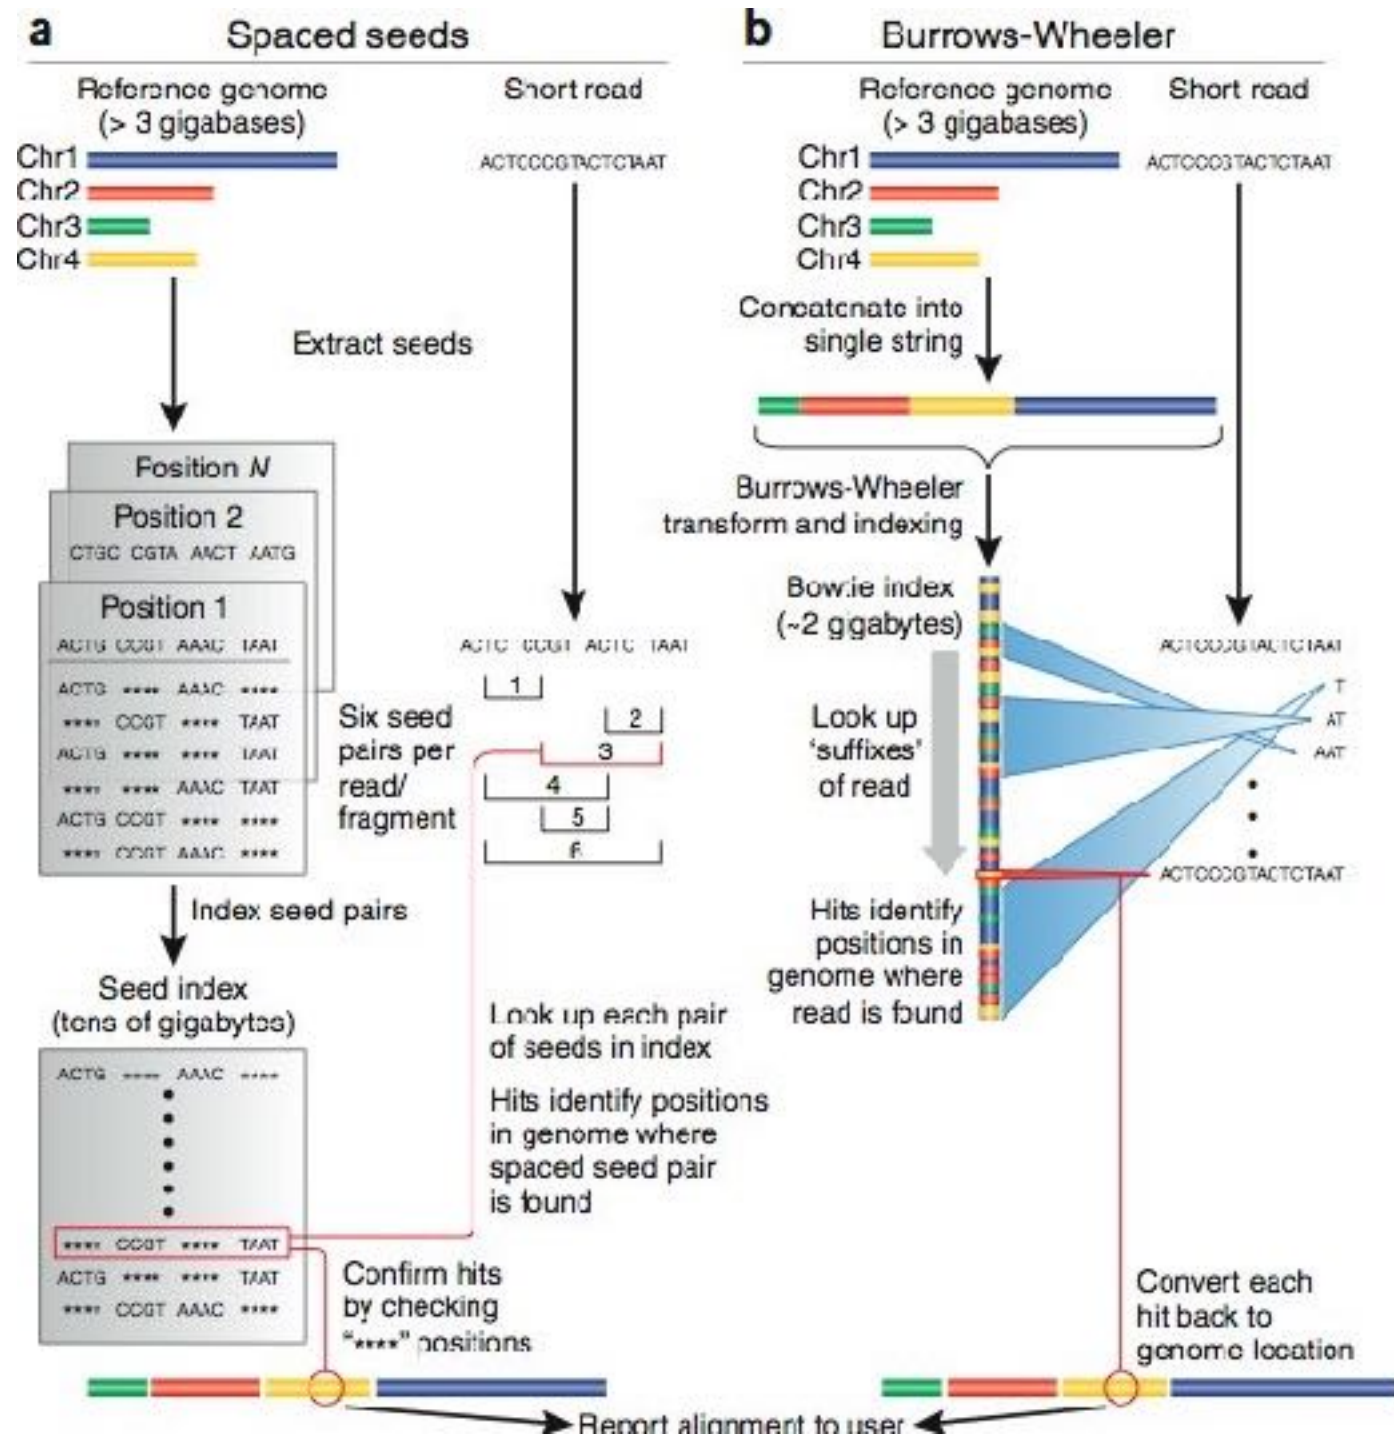 a
Spaced seeds
Reference genome
(> 3 gigabases)
Short read
Chr1
Chr2
Chr3
Chr4
ACTCCCGTACTCTAAT
Extract seeds
Position N
Position 2
CTGC CGTA AACT AATG
Position 1
ACTG CCGT AAAC TAAT
ACTG **** AAAC ****
**** CCGT **** TAAT
ACTG **** **** TAAT
**** **** AAAC TAAT
ACTG CCGT **** ****
**** CCGT AAAC ****
ACTC CCGT ACTC TAAT
1
2
3
4
5
6
Six seed
pairs per
read/
fragment
Index seed pairs
Seed index
(tens of gigabytes)
ACTG **** AAAC ****
**** CCGT **** TAAT
ACTG **** **** TAAT
**** CCGT AAAC ****
Look up each pair
of seeds in index
Hits identify positions
in genome where
spaced seed pair
is found
Confirm hits
by checking
"****" positions
b
Burrows-Wheeler
Reference genome
(> 3 gigabases)
Short read
Chr1
Chr2
Chr3
Chr4
ACTCCCGTACTCTAAT
Concatenate into
single string
Burrows-Wheeler
transform and indexing
Bowtie index
(~2 gigabytes)
ACTCCCGTACTCTAAT
T
AT
AAT
Look up
'suffixes'
of read
ACTCCCGTACTCTAAT
Hits identify
positions in
genome where
read is found
Convert each
hit back to
genome location
Report alignment to user